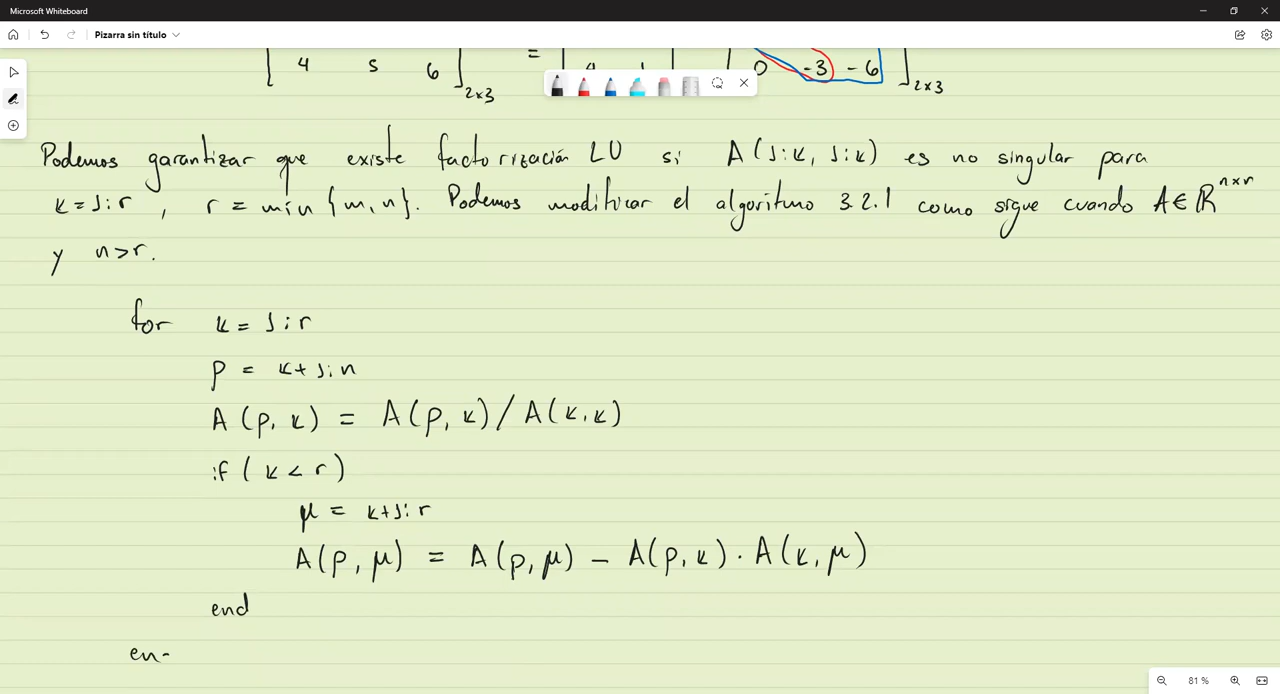 Microsoft Whiteboard
Pizarra sin título
4 5 6 2x3 = 0 -3 -6 2x3
Podemos garantizar que existe factorización LU si A(1:k, 1:k) es no singular para
k = 1:r, r = mín {m, n}. Podemos modificar el algoritmo 3.2.1 como sigue cuando A ∈ ℝ^{n×r}
y n > r.
for k = 1:r
p = k+1:n
A(p, k) = A(p, k)/A(k, k)
if (k < r)
μ = k+1:r
A(p, μ) = A(p, μ) - A(p, k) · A(k, μ)
end
en-
81 %